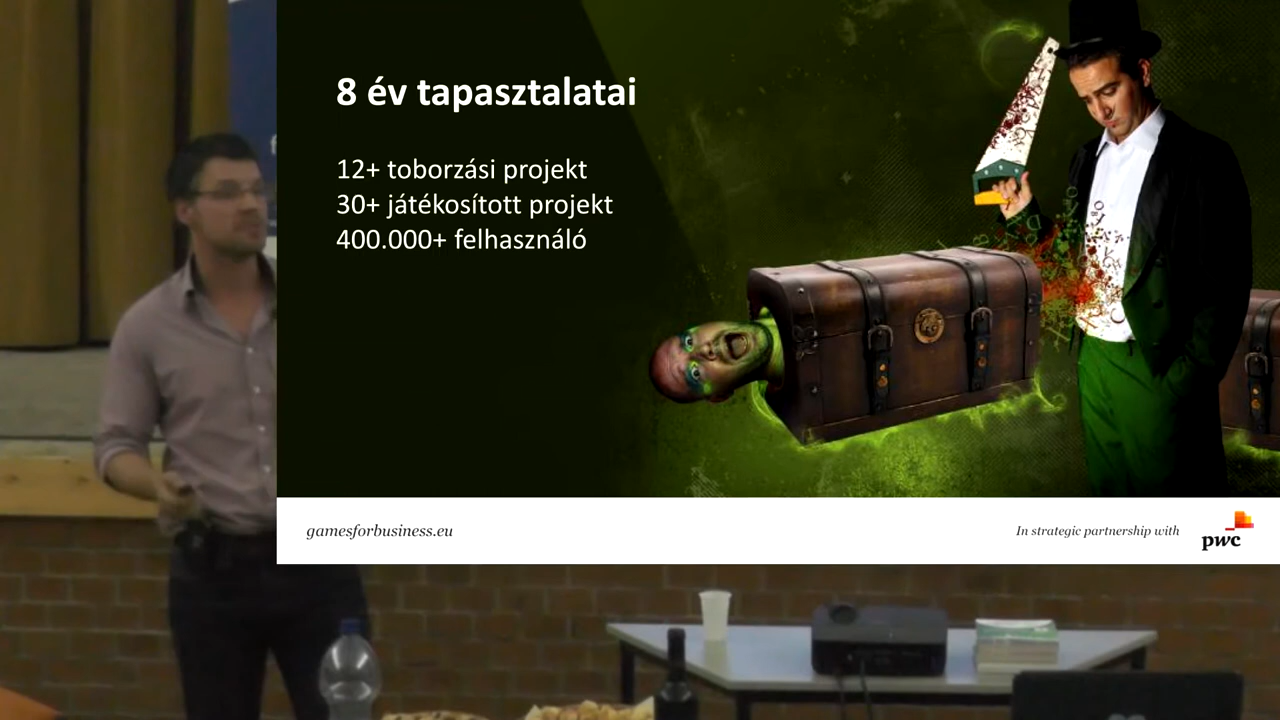 8 év tapasztalatai
12+ toborzási projekt
30+ játékosított projekt
400.000+ felhasználó
gamesforbusiness.eu
In strategic partnership with
pwc